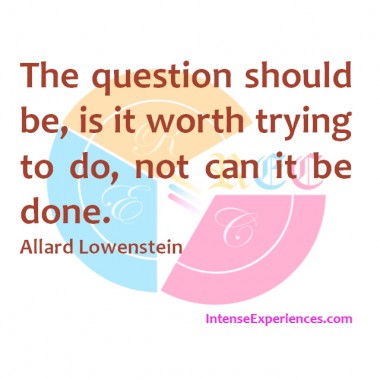 The question should
be, is it worth trying
to do, not can it be
done.
Allard Lowenstein
R
E
C
REC
IntenseExperiences.com